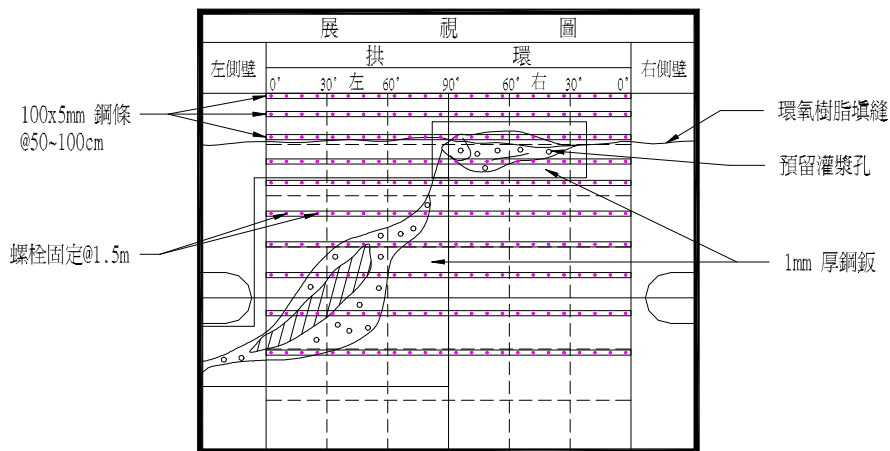 展 視 圖
左側壁
拱 環
右側壁
左 右
0° 30° 60° 90° 60° 30° 0°
100x5mm 鋼條
@50~100cm
螺栓固定@1.5m
環氧樹脂填縫
預留灌漿孔
1mm 厚鋼鈑